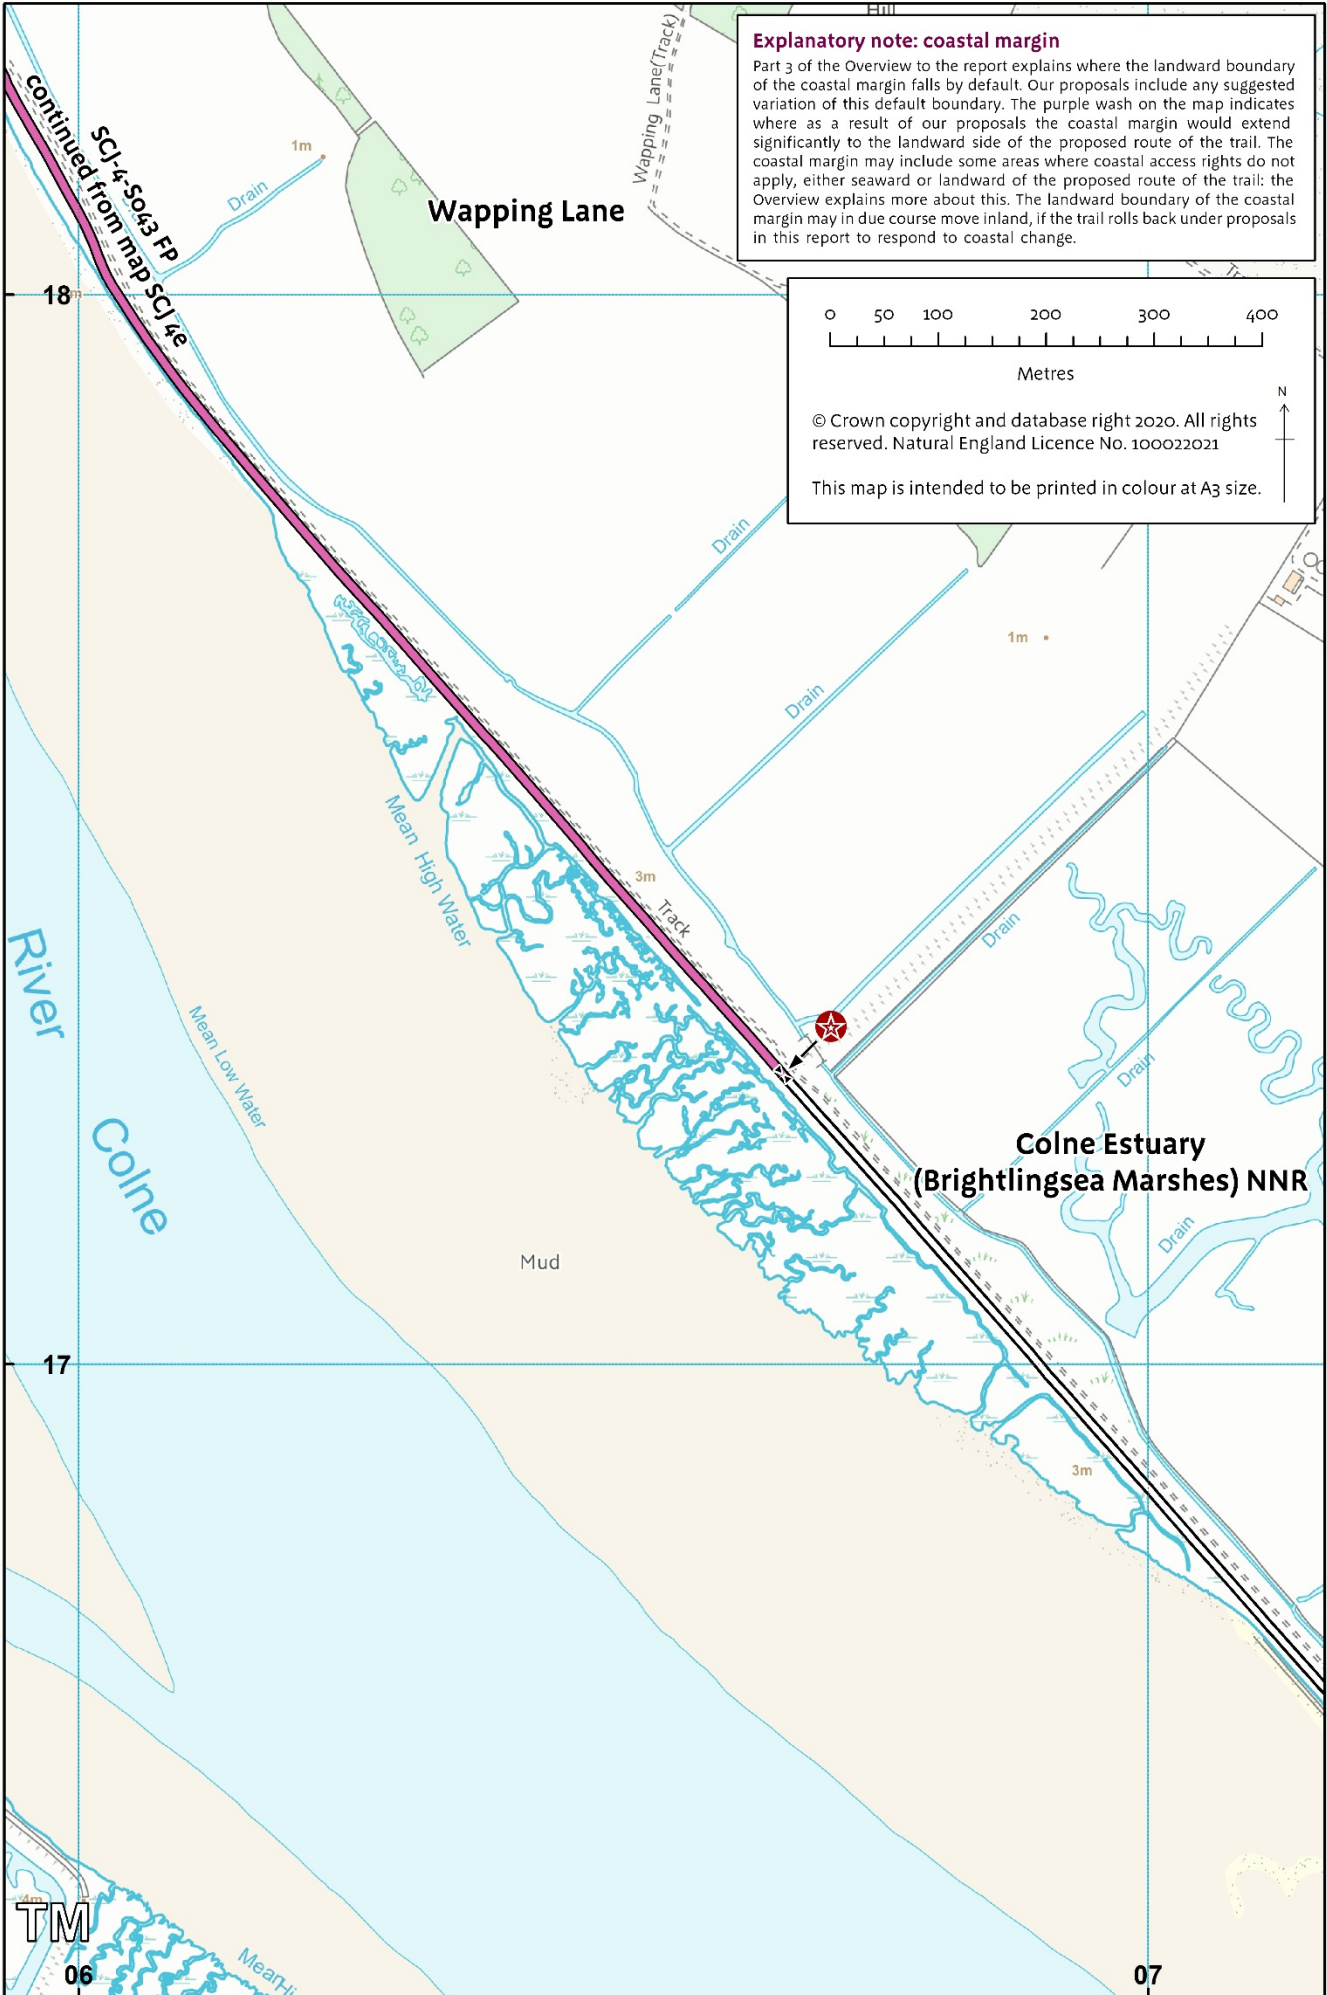 Hill
Wapping Lane(Track)
Explanatory note: coastal margin
Part 3 of the Overview to the report explains where the landward boundary
of the coastal margin falls by default. Our proposals include any suggested
variation of this default boundary. The purple wash on the map indicates
where as a result of our proposals the coastal margin would extend
significantly to the landward side of the proposed route of the trail. The
coastal margin may include some areas where coastal access rights do not
apply, either seaward or landward of the proposed route of the trail: the
Overview explains more about this. The landward boundary of the coastal
margin may in due course move inland, if the trail rolls back under proposals
in this report to respond to coastal change.
SCJ-4-S043 FP
continued from map SCJ 4e
1m
Drain
Wapping Lane
18
0 50 100 200 300 400
Metres
N
© Crown copyright and database right 2020. All rights
reserved. Natural England Licence No. 100022021
This map is intended to be printed in colour at A3 size.
Drain
1m
Drain
Mean High Water
3m
Track
Drain
River
Colne
Mean Low Water
Drain
Colne Estuary
(Brightlingsea Marshes) NNR
Drain
Mud
17
3m
4m
TM
06
07